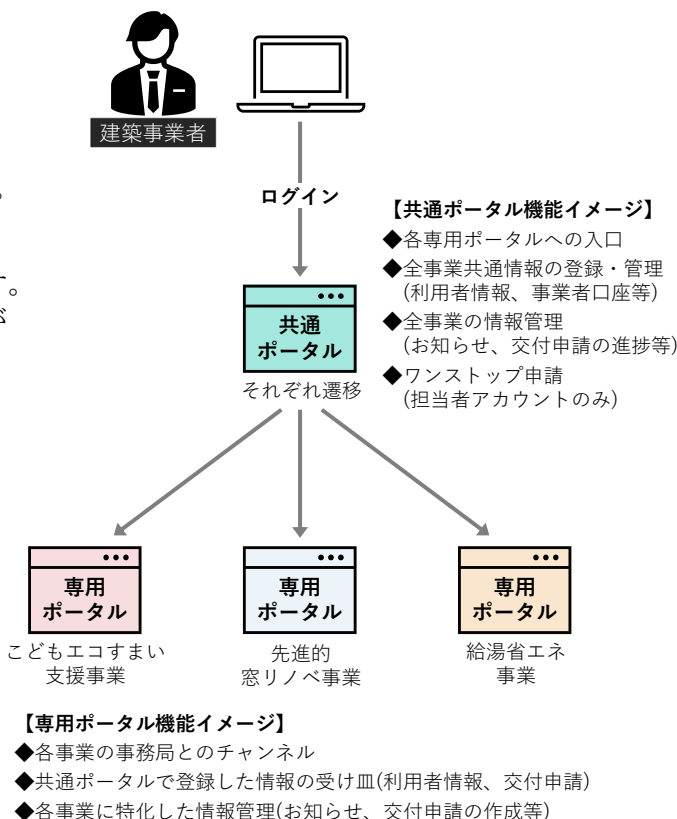 建築事業者
ログイン
【共通ポータル機能イメージ】
◆各専用ポータルへの入口
◆全事業共通情報の登録・管理
(利用者情報、事業者口座等)
◆全事業の情報管理
(お知らせ、交付申請の進捗等)
◆ワンストップ申請
(担当者アカウントのみ)
す。
共通
ポータル
それぞれ遷移
専用
ポータル
こどもエコすまい
支援事業
専用
ポータル
先進的
窓リノベ事業
専用
ポータル
給湯省エネ
事業
【専用ポータル機能イメージ】
◆各事業の事務局とのチャンネル
◆共通ポータルで登録した情報の受け皿(利用者情報、交付申請)
◆各事業に特化した情報管理(お知らせ、交付申請の作成等)